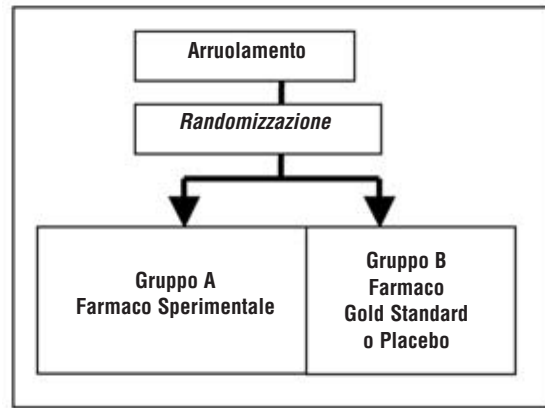 Arruolamento
Randomizzazione
Gruppo A
Farmaco Sperimentale
Gruppo B
Farmaco
Gold Standard
o Placebo